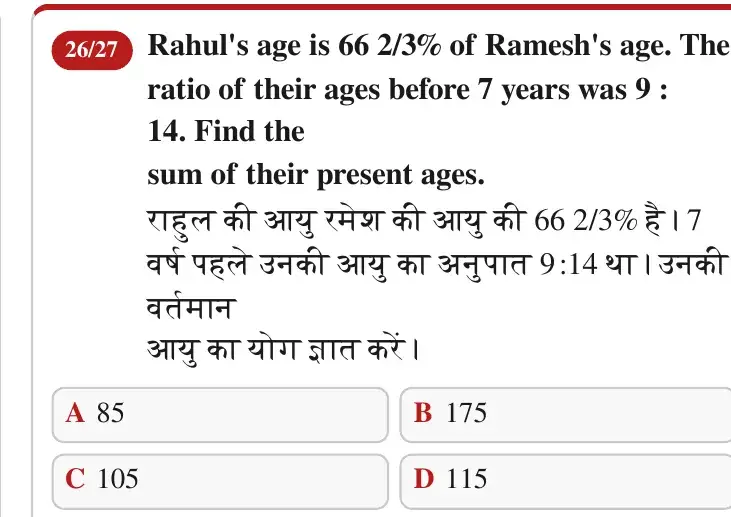 26/27 Rahul's age is 66 2/3% of Ramesh's age. The
ratio of their ages before 7 years was 9 :
14. Find the
sum of their present ages.
राहुल की आयु रमेश की आयु की 66 2/3% है। 7
वर्ष पहले उनकी आयु का अनुपात 9:14 था। उनकी
वर्तमान
आयु का योग ज्ञात करें।
A 85
B 175
C 105
D 115